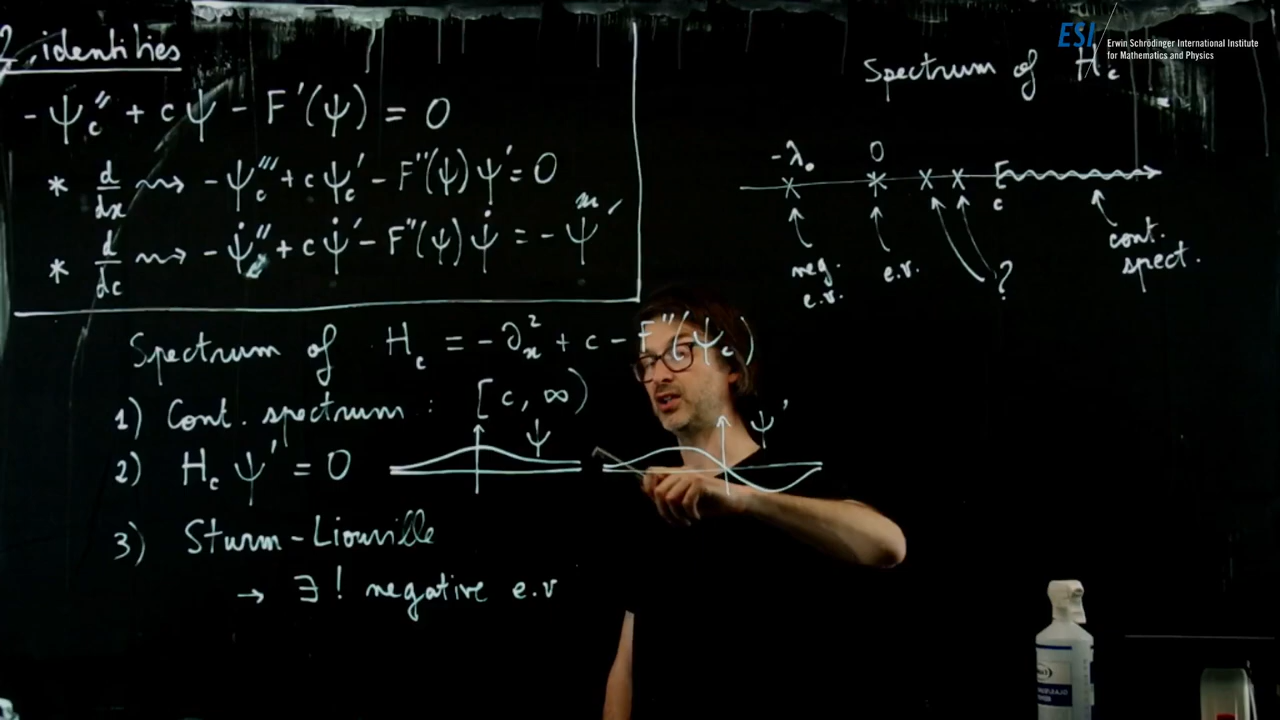 2 identities
- ψ_c'' + c ψ - F'(ψ) = 0
* d/dx ⇝ - ψ_c''' + c ψ_c' - F''(ψ) ψ' = 0
* d/dc ⇝ - ψ̇'' + c ψ̇' - F''(ψ) ψ̇ = - ψ
Spectrum of H_c = - ∂_x^2 + c - F''(ψ_c)
1) Cont. spectrum : [c, ∞)
2) H_c ψ' = 0
ψ
ψ'
3) Sturm-Liouville
→ ∃! negative e.v
ESI
Erwin Schrödinger International Institute
for Mathematics and Physics
Spectrum of H_c
-λ_0
0
[
c
neg.
e.v.
e.v.
?
cont.
spect.